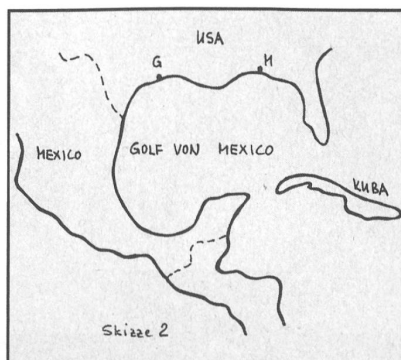 USA
G
H
MEXICO
GOLF VON MEXICO
KUBA
Skizze 2